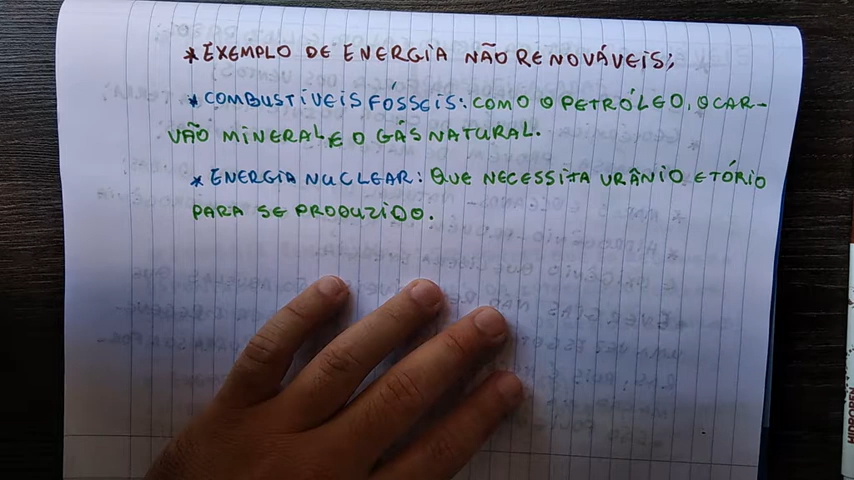 *EXEMPLO DE ENERGIA NÃO RENOVÁVEIS;
*COMBUSTÍVEIS FÓSSEIS: COMO O PETRÓLEO, O CAR-
VÃO MINERAL E O GÁS NATURAL.
*ENERGIA NUCLEAR: QUE NECESSITA URÂNIO E TÓRIO
PARA SE PRODUZIDO.
HIDROPEN